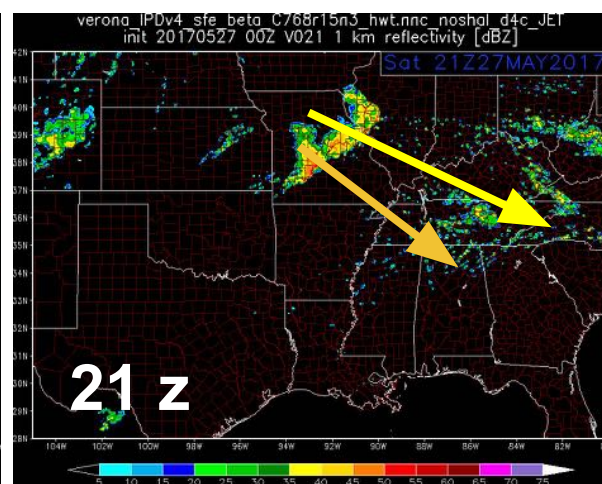 verona_IPDv4_sfe_beta_C768r15n3_hwt.nnc_noshal_d4c_JET
init 20170527 00Z V021 1 km reflectivity [dBZ]
Sat 21Z27MAY2017
42N
41N
40N
39N
38N
37N
36N
35N
34N
33N
32N
31N
30N
29N
28N
21 z
104W 102W 100W 98W 96W 94W 92W 90W 88W 86W 84W 82W
5 10 15 20 25 30 35 40 45 50 55 60 65 70 75